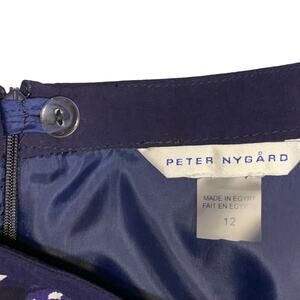 PETER NYGÅRD
MADE IN EGYPT
FAIT EN EGYPTE
12